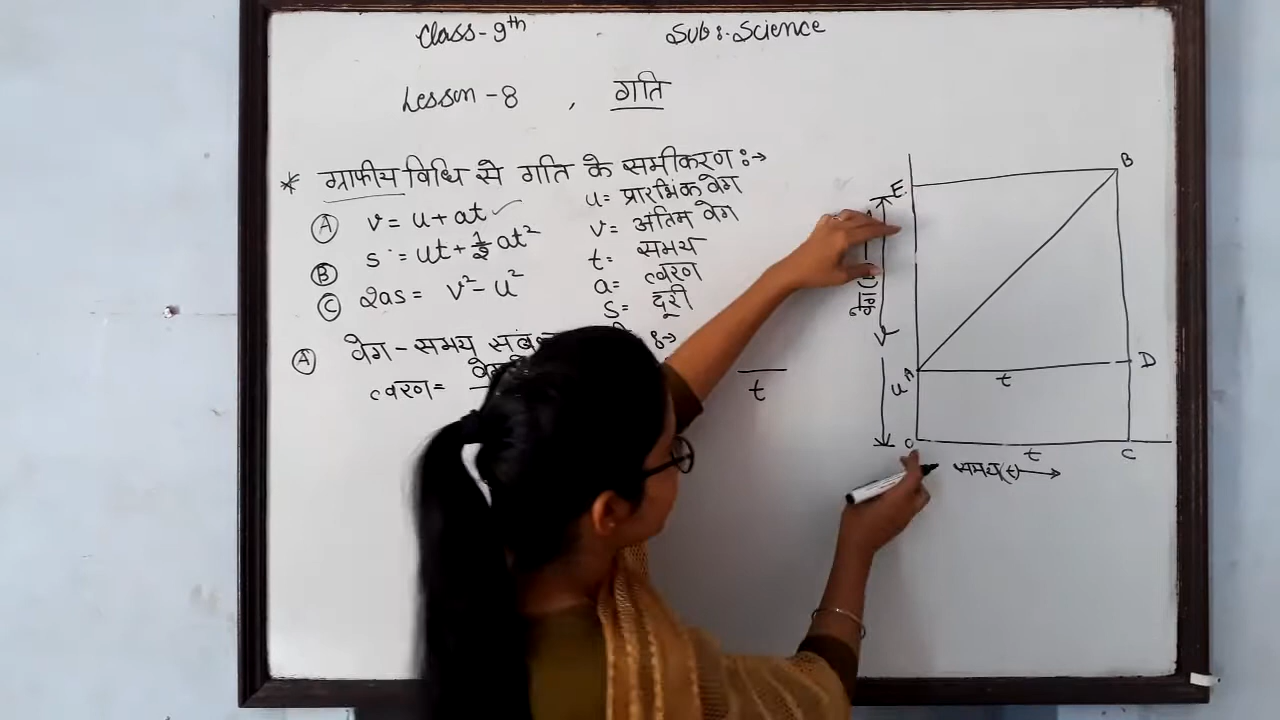 Class-9th Sub:- Science
Lesson-8 , गति
* ग्राफीय विधि से गति के समीकरण :→
(A) v = u + at ✓
(B) s = ut + 1/2 at²
(C) 2as = v² - u²
u = प्रारंभिक वेग
v = अंतिम वेग
t = समय
a = त्वरण
s = दूरी
(A) वेग - समय :→
त्वरण =
t
E B
वेग
v
A t D
u
O t C
समय(t) →